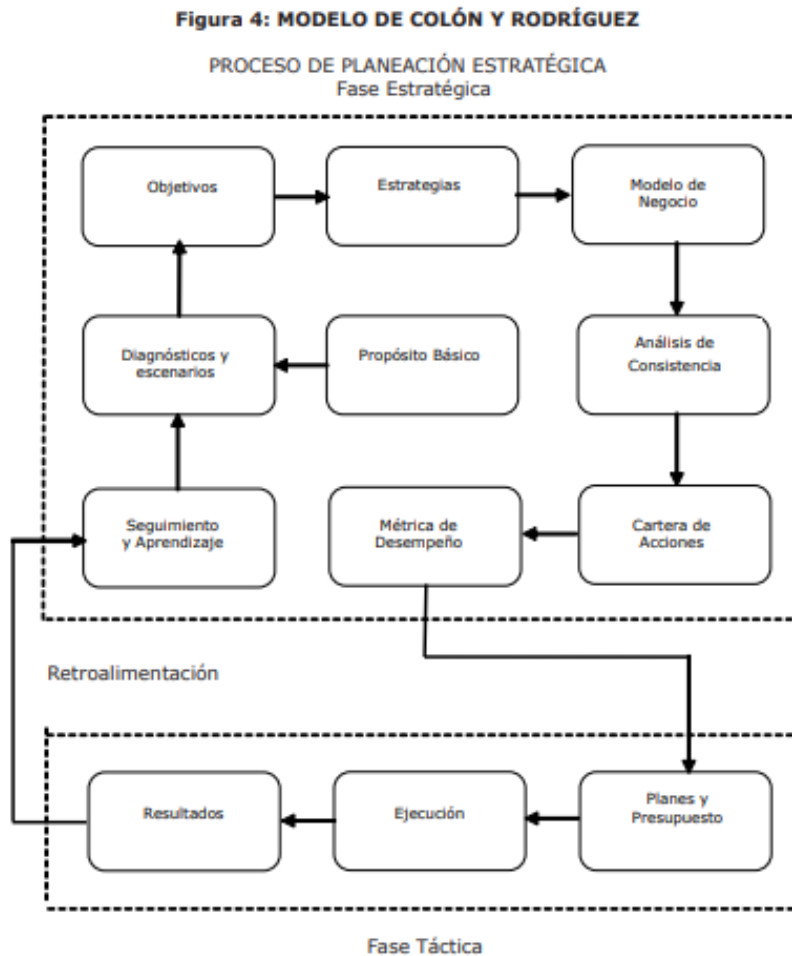 Figura 4: MODELO DE COLÓN Y RODRÍGUEZ
PROCESO DE PLANEACIÓN ESTRATÉGICA
Fase Estratégica
Objetivos
Estrategias
Modelo de
Negocio
Diagnósticos y
escenarios
Propósito Básico
Análisis de
Consistencia
Seguimiento
y Aprendizaje
Métrica de
Desempeño
Cartera de
Acciones
Retroalimentación
Resultados
Ejecución
Planes y
Presupuesto
Fase Táctica